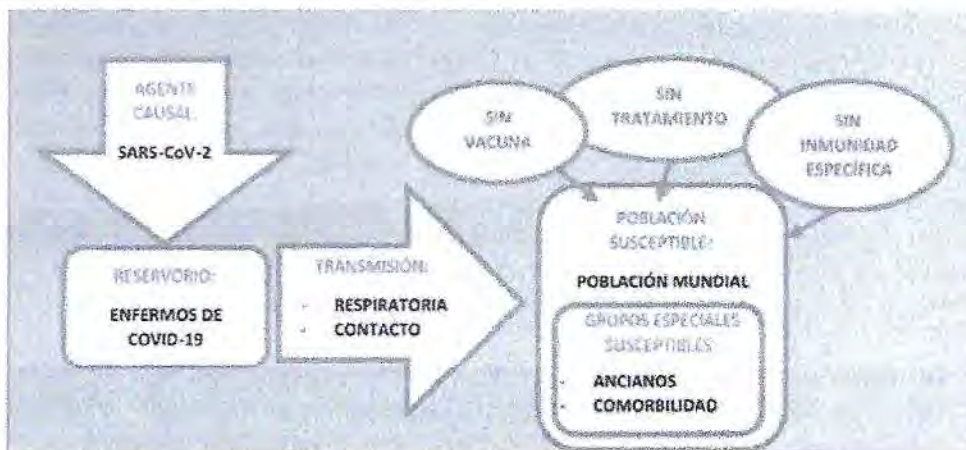 AGENTE
CAUSAL:
SARS-CoV-2
RESERVORIO:
ENFERMOS DE
COVID-19
TRANSMISIÓN:
- RESPIRATORIA
- CONTACTO
SIN
VACUNA
SIN
TRATAMIENTO
SIN
INMUNIDAD
ESPECÍFICA
POBLACIÓN
SUSCEPTIBLE:
POBLACIÓN MUNDIAL
GRUPOS ESPECIALES
SUSCEPTIBLES
- ANCIANOS
- COMORBILIDAD